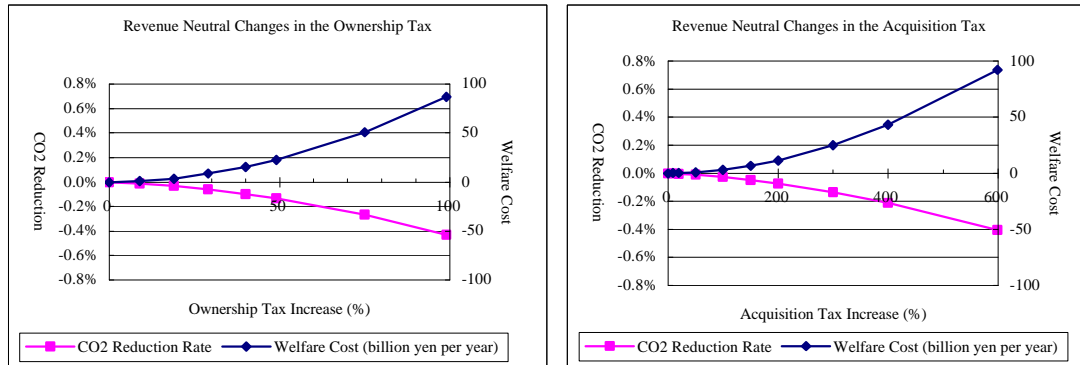 Revenue Neutral Changes in the Ownership Tax
0.8%
0.6%
0.4%
0.2%
0.0%
-0.2%
-0.4%
-0.6%
-0.8%
CO2 Reduction
0
50
100
100
50
0
-50
-100
Welfare Cost
Ownership Tax Increase (%)
CO2 Reduction Rate
Welfare Cost (billion yen per year)
Revenue Neutral Changes in the Acquisition Tax
0.8%
0.6%
0.4%
0.2%
0.0%
-0.2%
-0.4%
-0.6%
-0.8%
CO2 Reduction
0
200
400
600
100
50
0
-50
-100
Welfare Cost
Acquisition Tax Increase (%)
CO2 Reduction Rate
Welfare Cost (billion yen per year)